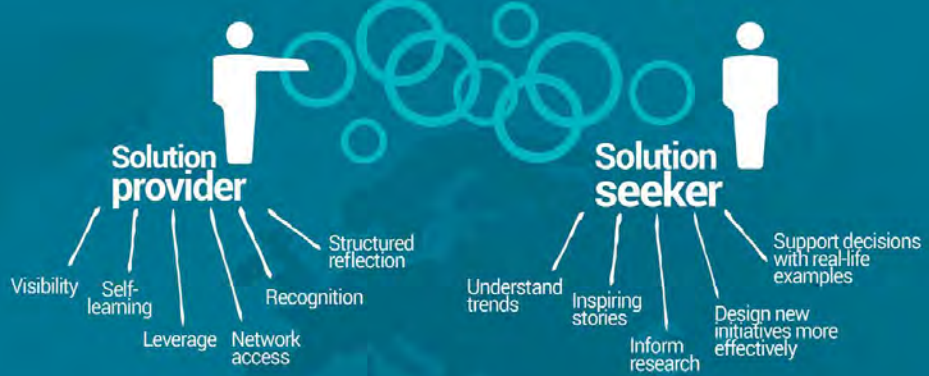 Solution
provider
Visibility
Self-
learning
Leverage
Network
access
Recognition
Structured
reflection
Solution
seeker
Understand
trends
Inspiring
stories
Inform
research
Design new
initiatives more
effectively
Support decisions
with real-life
examples